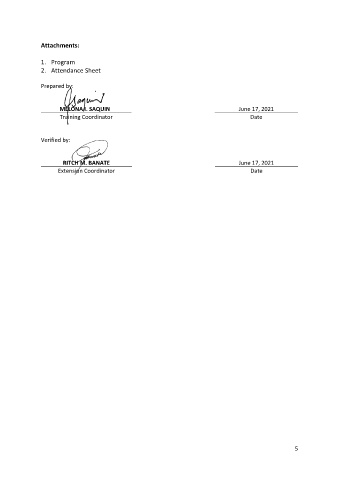 Attachments:
1. Program
2. Attendance Sheet
Prepared by:
Saquin
SAQUIN June 17, 2021
Training Coordinator Date
Verified by:
RITCH M. BANATE June 17, 2021
Extension Coordinator Date
5